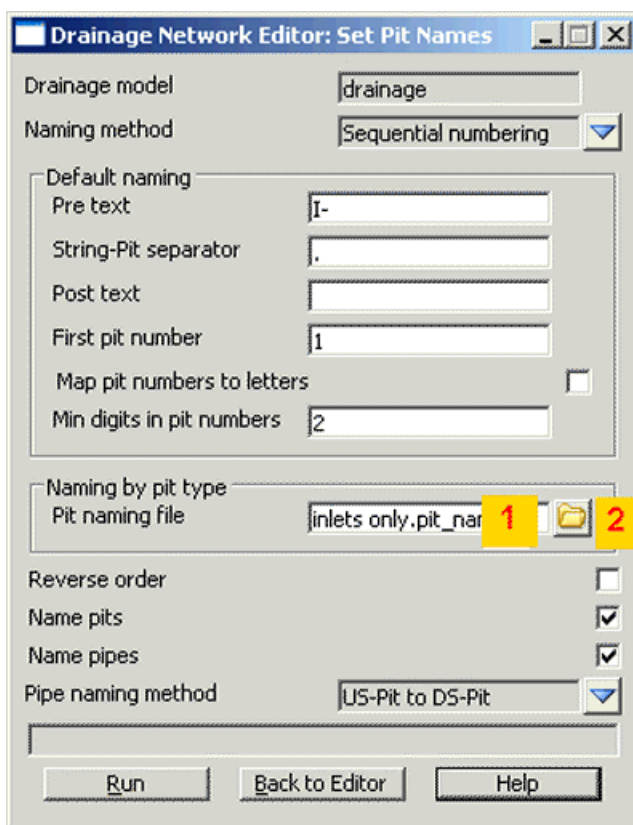 Drainage Network Editor: Set Pit Names
Drainage model drainage
Naming method Sequential numbering
Default naming
Pre text I-
String-Pit separator .
Post text
First pit number 1
Map pit numbers to letters
Min digits in pit numbers 2
Naming by pit type
Pit naming file inlets only.pit_na 1 2
Reverse order
Name pits
Name pipes
Pipe naming method US-Pit to DS-Pit
Run Back to Editor Help